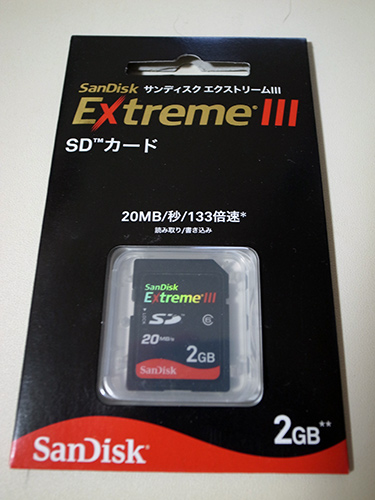 SanDisk サンディスク エクストリームIII
Extreme® III
SD™カード
20MB/秒/133倍速*
読み取り/書き込み
SanDisk
Extreme III
SD
20MB/s
2GB
SanDisk
SanDisk®
2GB**